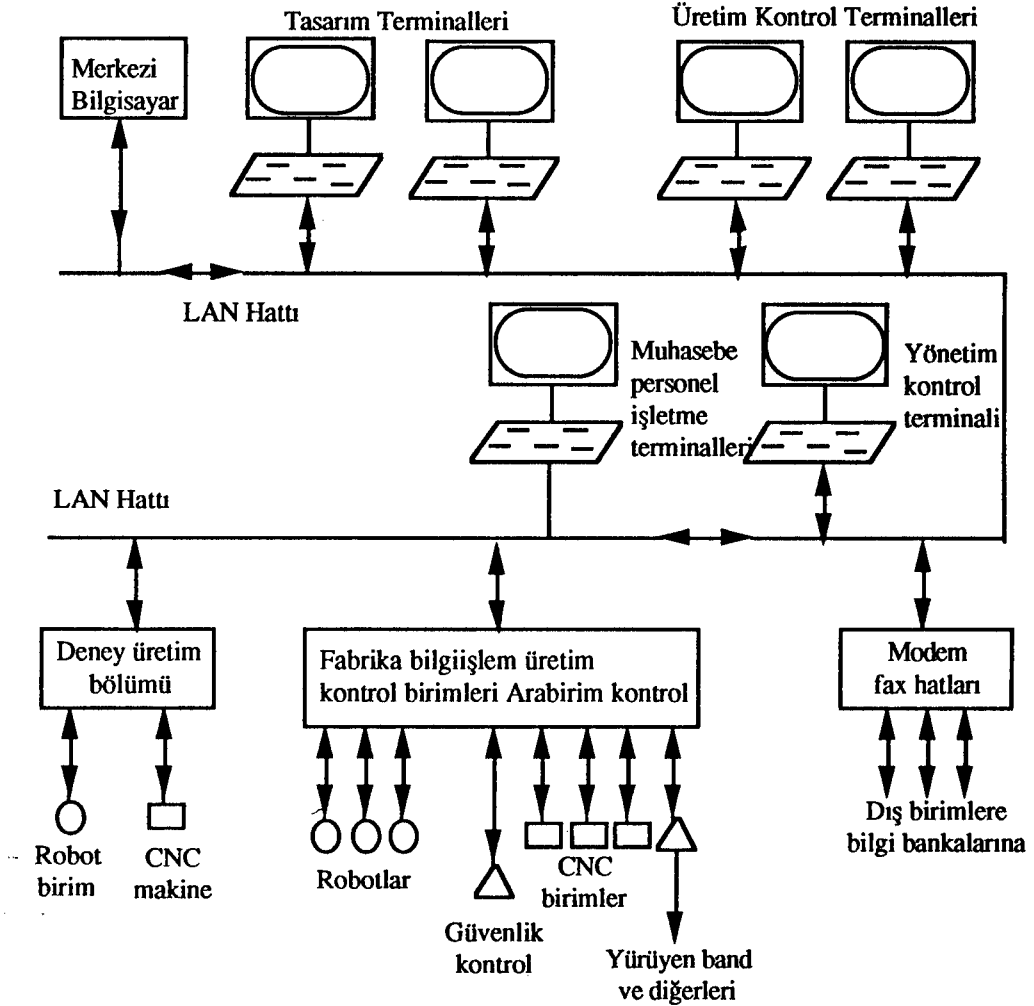 Tasarım Terminalleri
Üretim Kontrol Terminalleri
Merkezi
Bilgisayar
LAN Hattı
Muhasebe
personel
işletme
terminalleri
Yönetim
kontrol
terminali
LAN Hattı
Deney üretim
bölümü
Fabrika bilgiişlem üretim
kontrol birimleri Arabirim kontrol
Modem
fax hatları
Robot
birim
CNC
makine
Robotlar
Güvenlik
kontrol
CNC
birimler
Yürüyen band
ve diğerleri
Dış birimlere
bilgi bankalarına